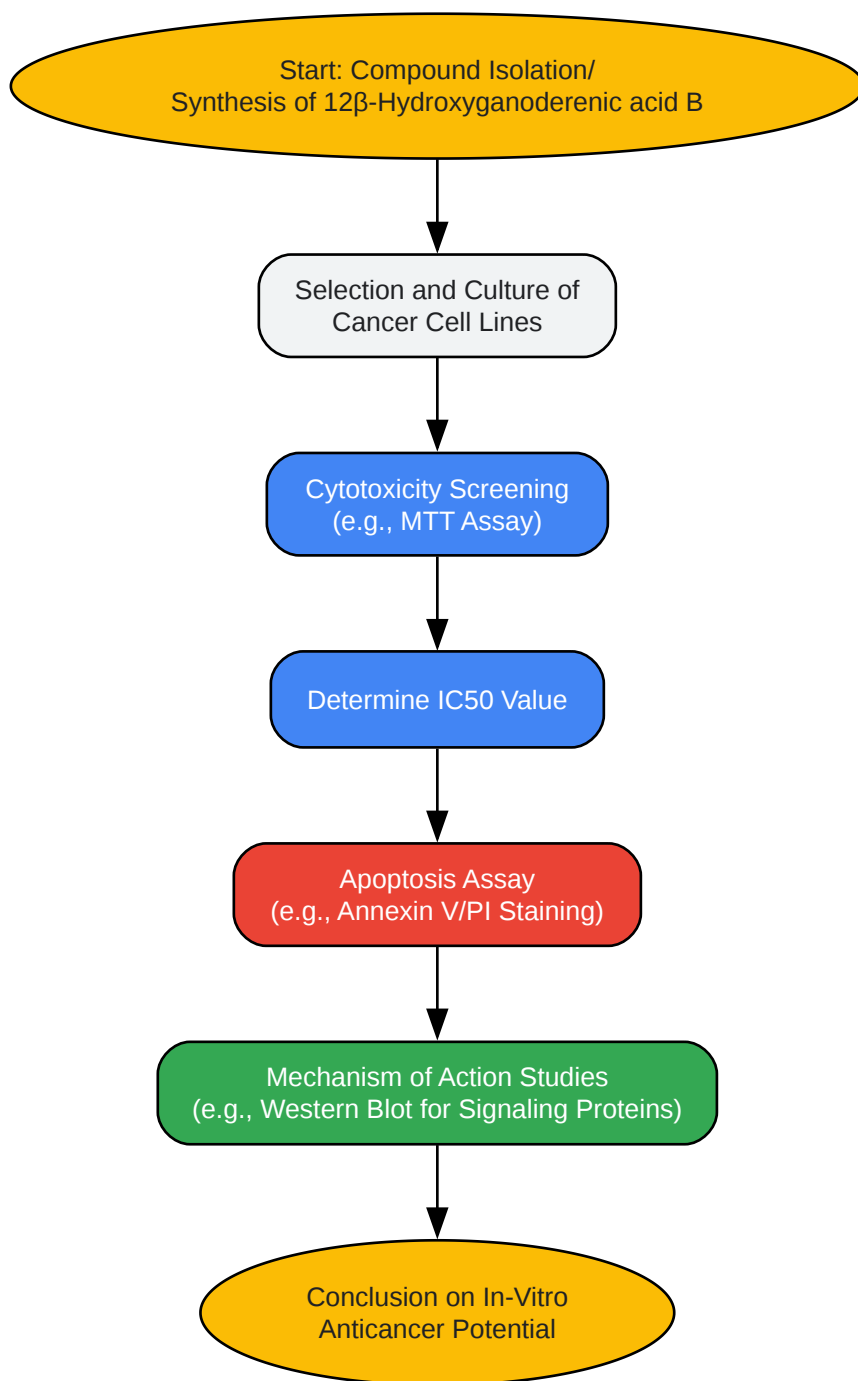 Start: Compound Isolation/
Synthesis of 12β-Hydroxyganoderenic acid B
Selection and Culture of
Cancer Cell Lines
Cytotoxicity Screening
(e.g., MTT Assay)
Determine IC50 Value
Apoptosis Assay
(e.g., Annexin V/PI Staining)
Mechanism of Action Studies
(e.g., Western Blot for Signaling Proteins)
Conclusion on In-Vitro
Anticancer Potential